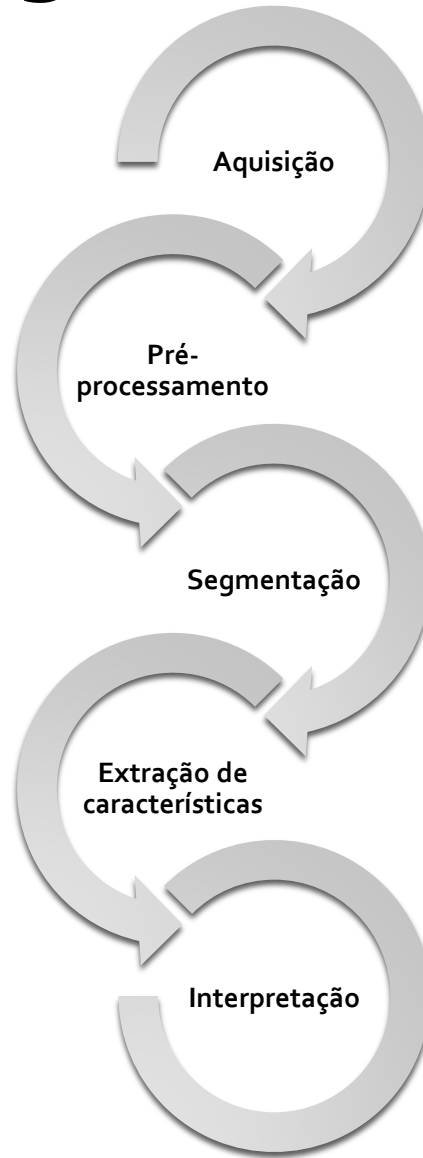 Aquisição
Pré-
processamento
Segmentação
Extração de
características
Interpretação